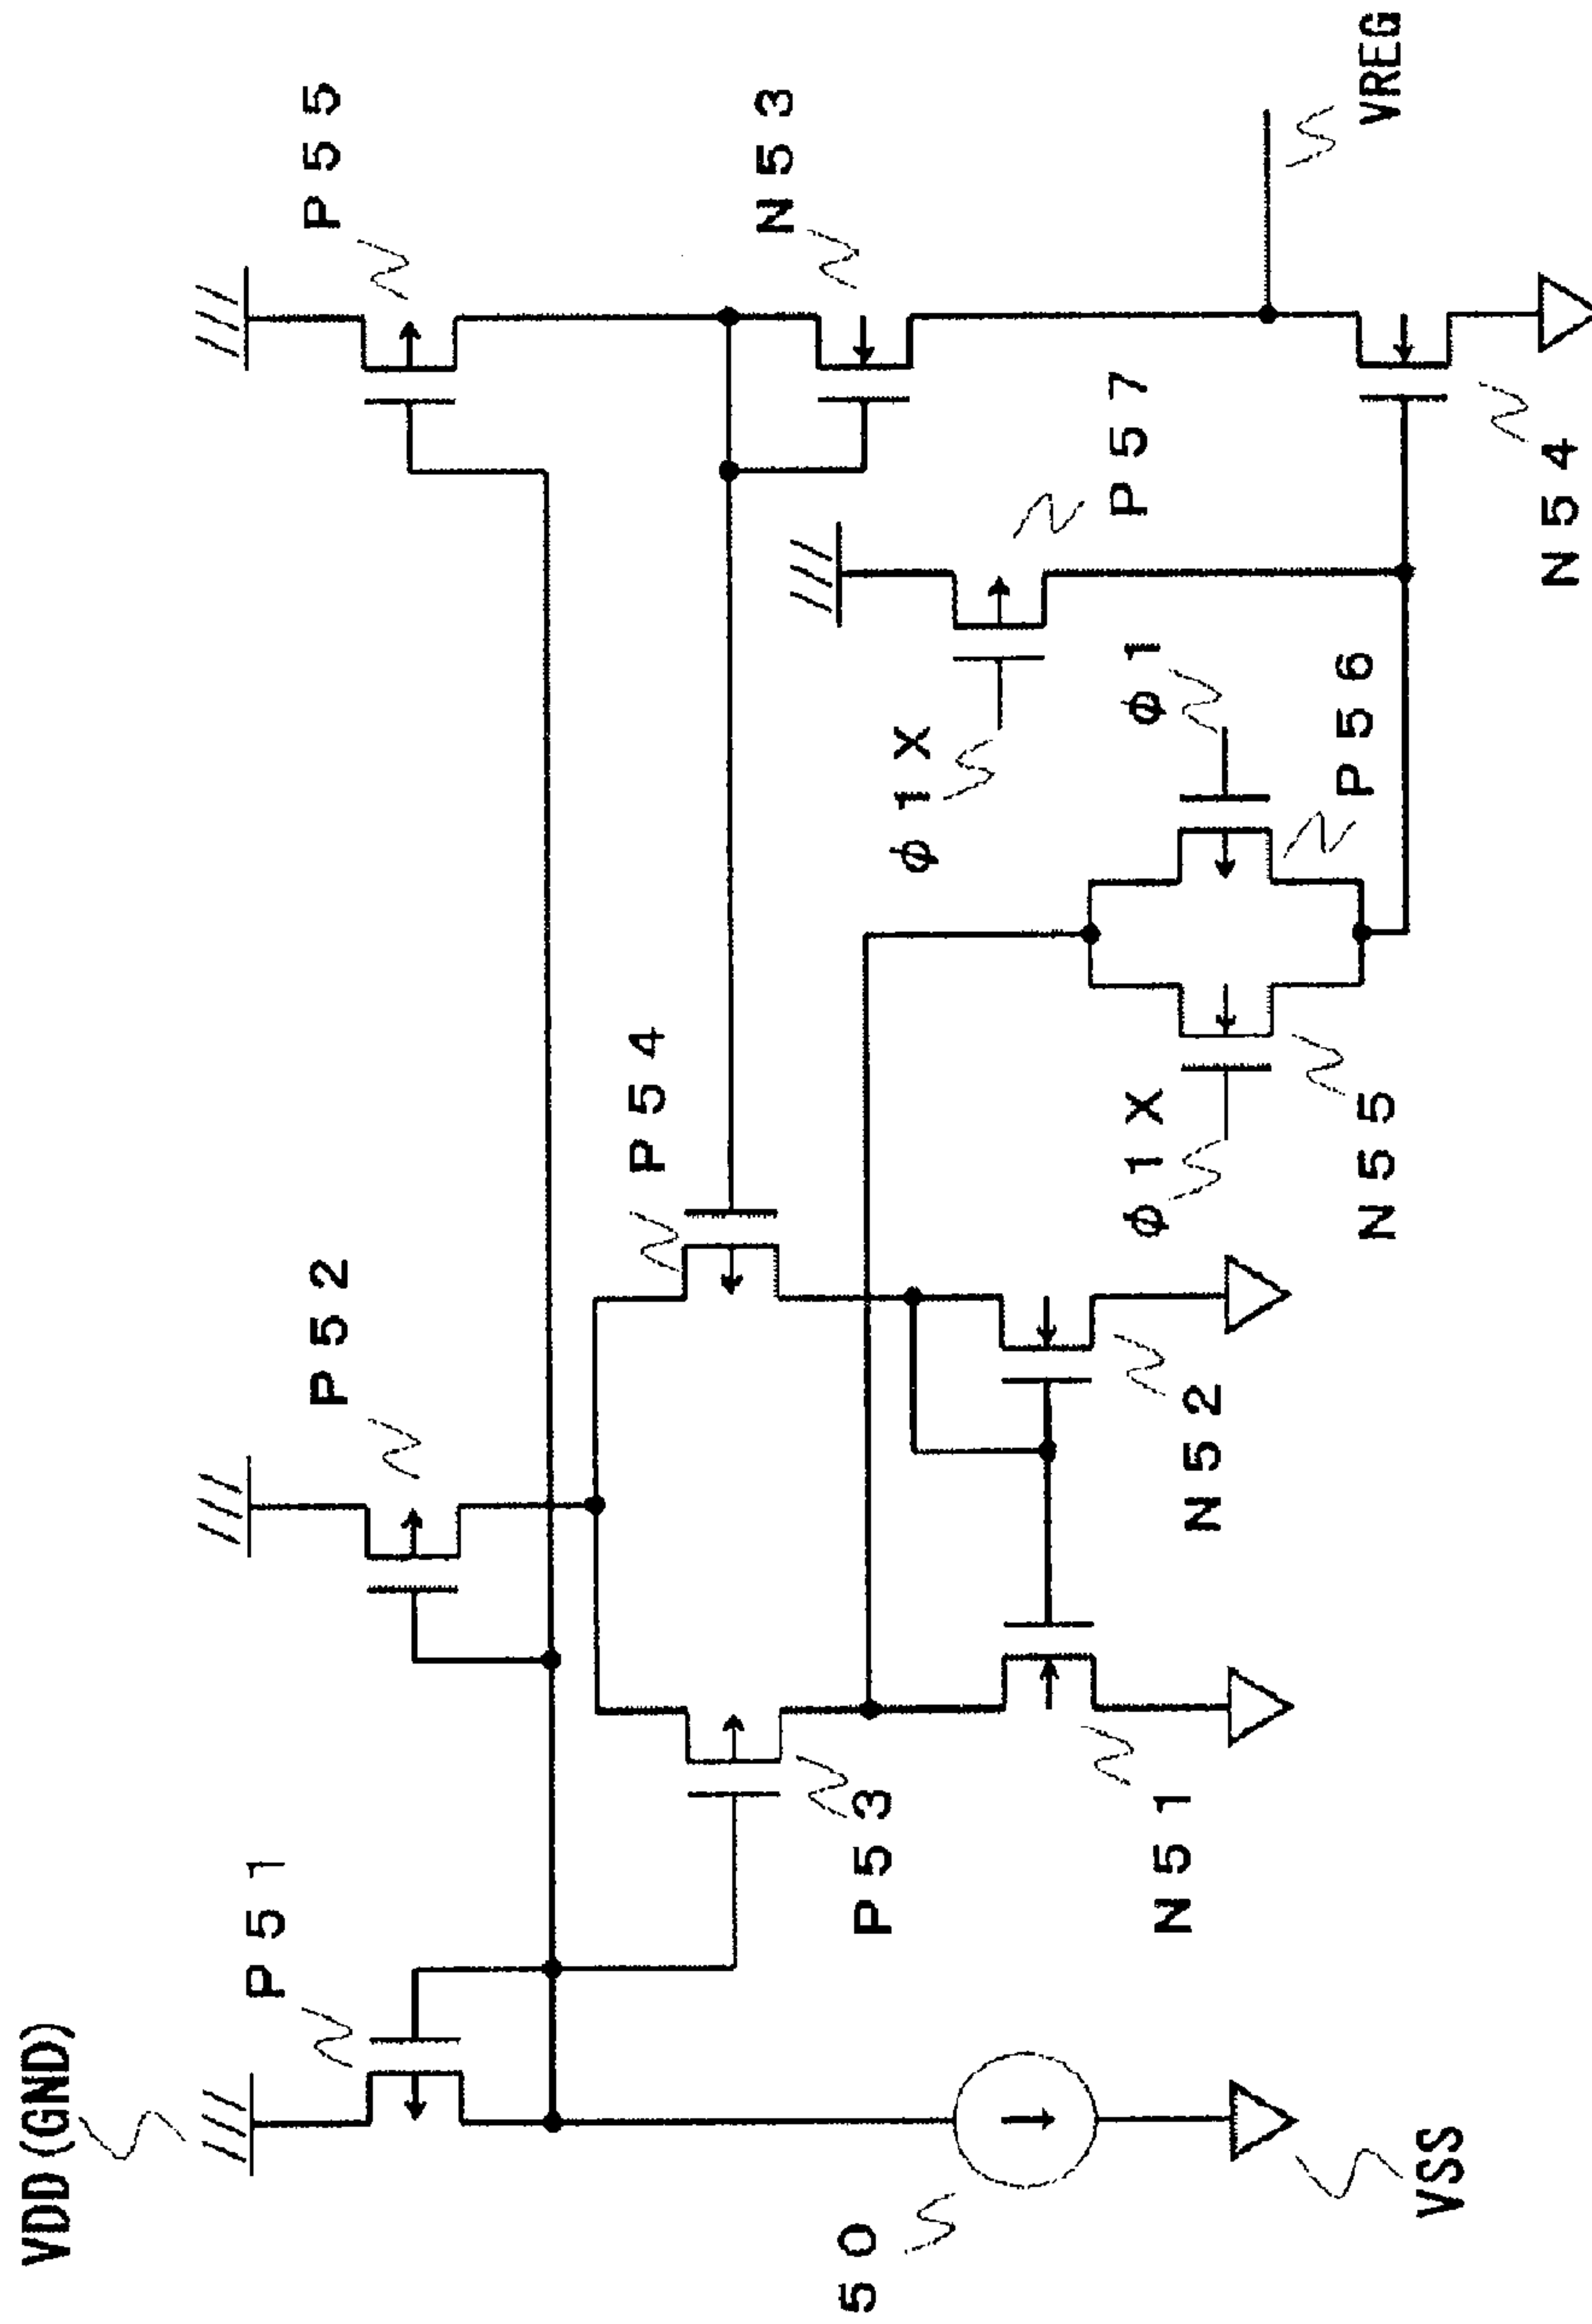 VDD(GND)
P51
P52
P55
P54
N53
P53
P57
φ1X
φ1
P56
φ1X
N55
N54
N51
N52
50
VSS
VREG